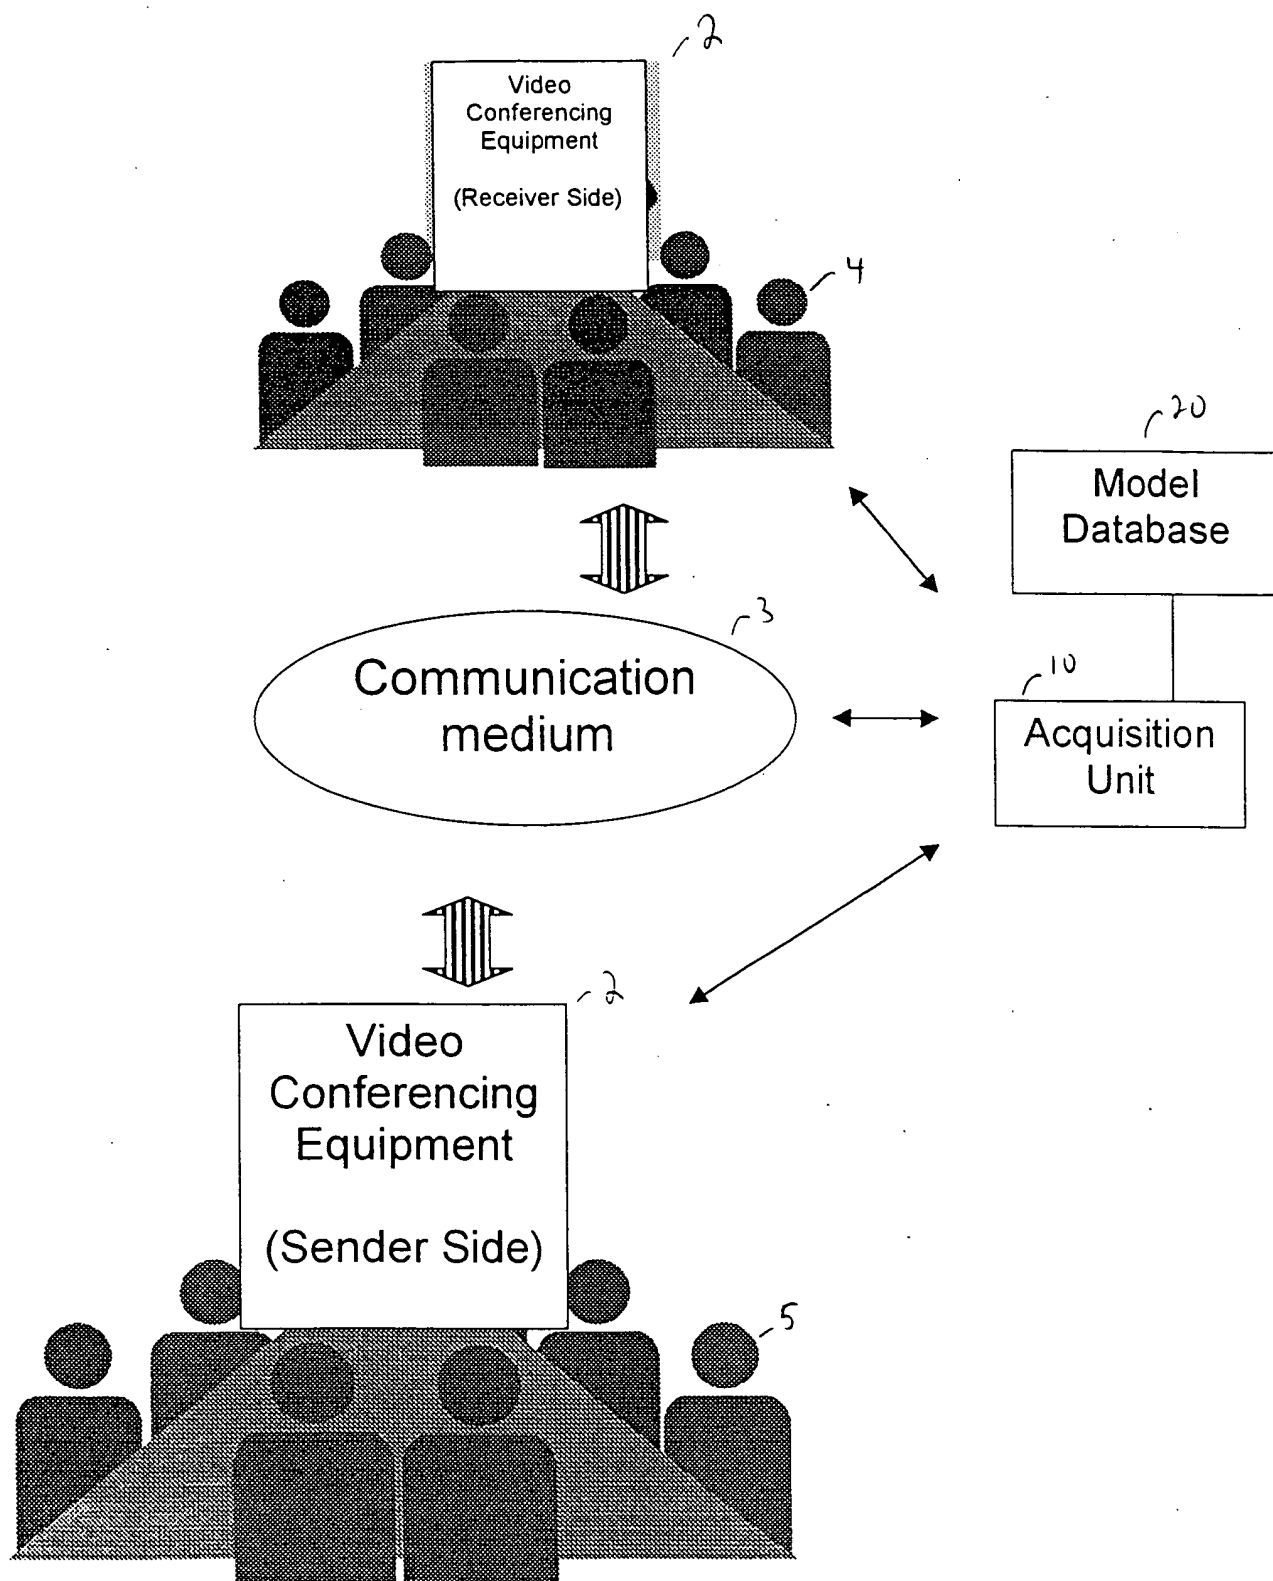 2
Video
Conferencing
Equipment
(Receiver Side)
4
20
Model
Database
3
Communication
medium
10
Acquisition
Unit
2
Video
Conferencing
Equipment
(Sender Side)
5